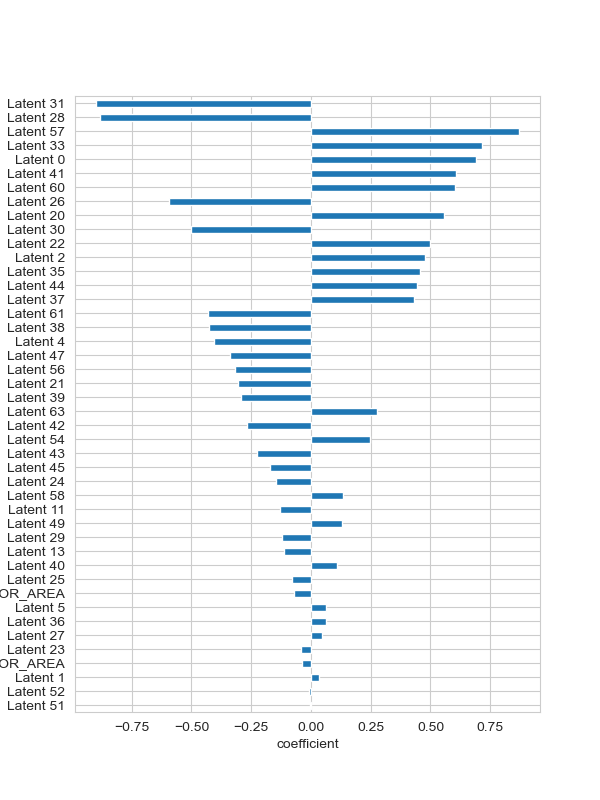 Latent 31
Latent 28
Latent 57
Latent 33
Latent 0
Latent 41
Latent 60
Latent 26
Latent 20
Latent 30
Latent 22
Latent 2
Latent 35
Latent 44
Latent 37
Latent 61
Latent 38
Latent 4
Latent 47
Latent 56
Latent 21
Latent 39
Latent 63
Latent 42
Latent 54
Latent 43
Latent 45
Latent 24
Latent 58
Latent 11
Latent 49
Latent 29
Latent 13
Latent 40
Latent 25
OR_AREA
Latent 5
Latent 36
Latent 27
Latent 23
OR_AREA
Latent 1
Latent 52
Latent 51
−0.75 −0.50 −0.25 0.00 0.25 0.50 0.75
coefficient